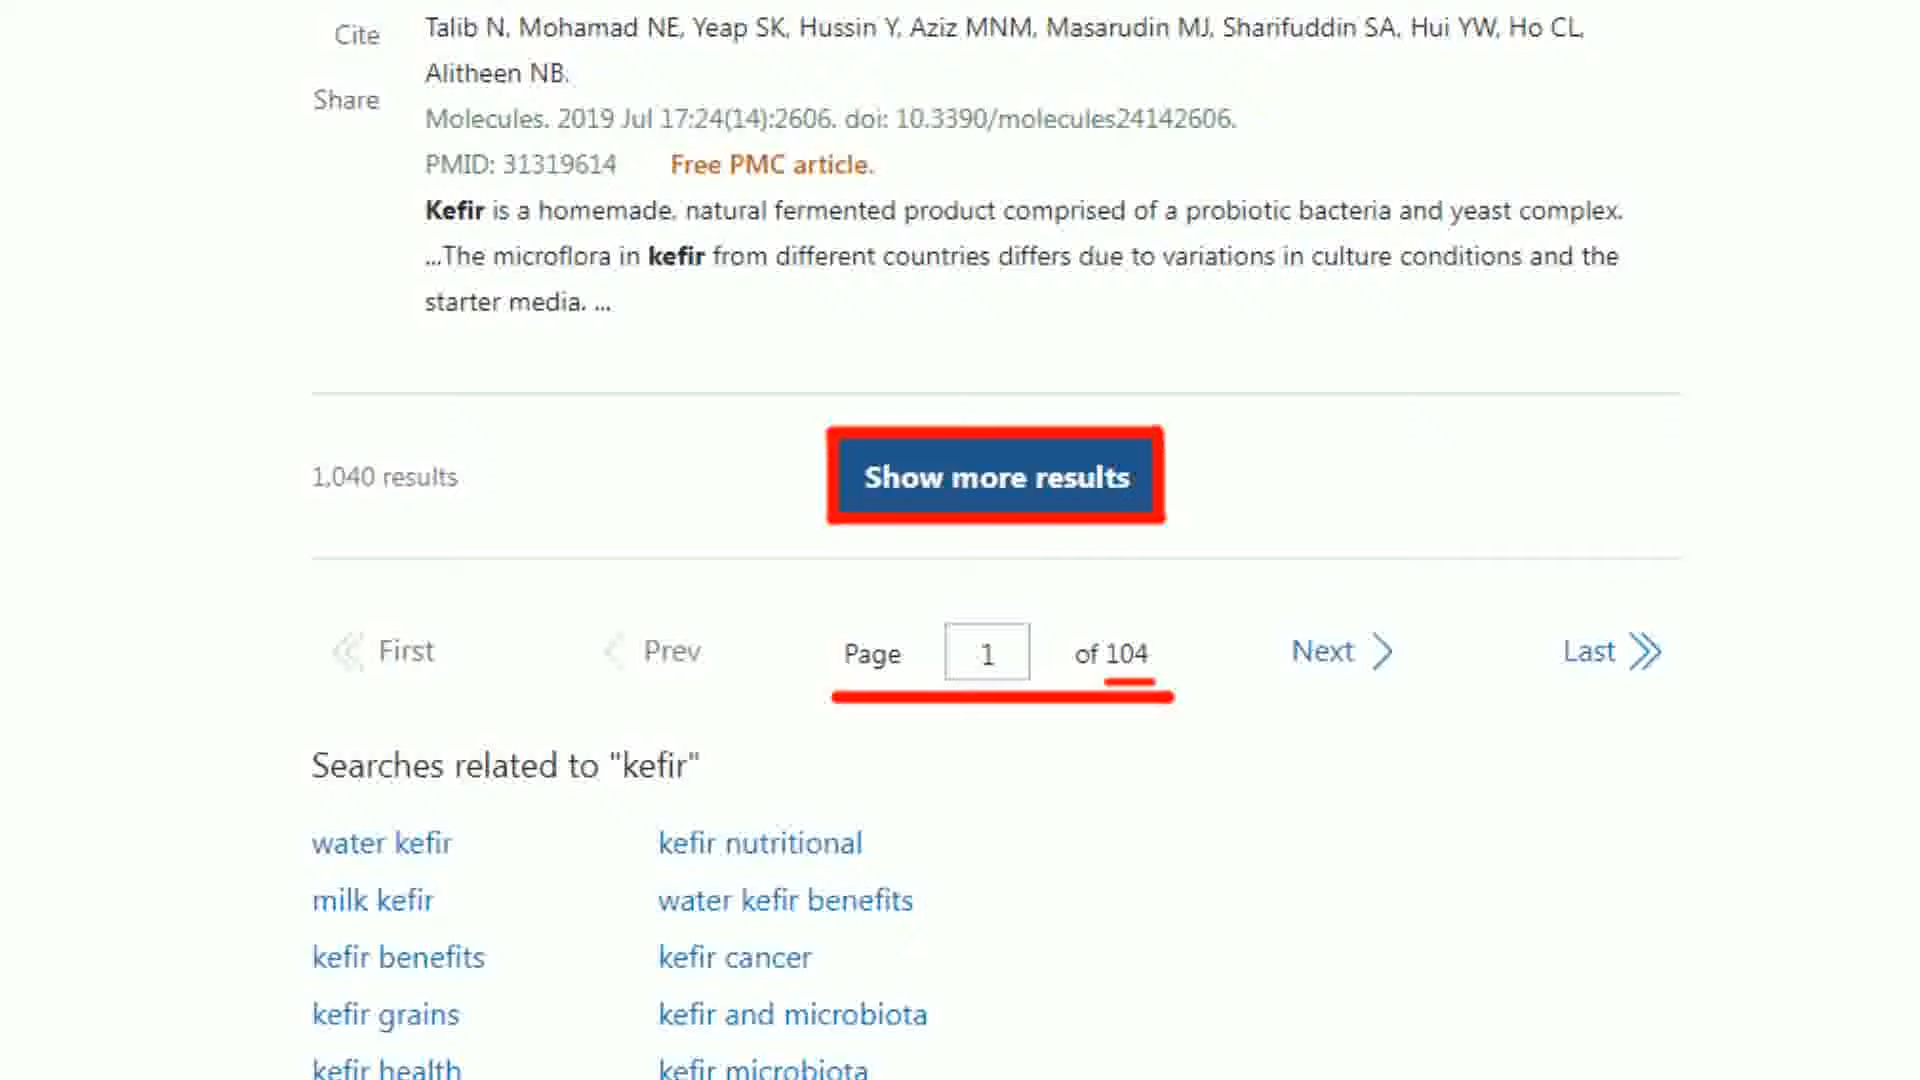 Cite
Talib N, Mohamad NE, Yeap SK, Hussin Y, Aziz MNM, Masarudin MJ, Sharifuddin SA, Hui YW, Ho CL,
Alitheen NB.
Share
Molecules. 2019 Jul 17;24(14):2606. doi: 10.3390/molecules24142606.
PMID: 31319614 Free PMC article.
Kefir is a homemade, natural fermented product comprised of a probiotic bacteria and yeast complex.
...The microflora in kefir from different countries differs due to variations in culture conditions and the
starter media. ...
1,040 results
Show more results
First Prev Page 1 of 104 Next Last
Searches related to "kefir"
water kefir kefir nutritional
milk kefir water kefir benefits
kefir benefits kefir cancer
kefir grains kefir and microbiota
kefir health kefir microbiota